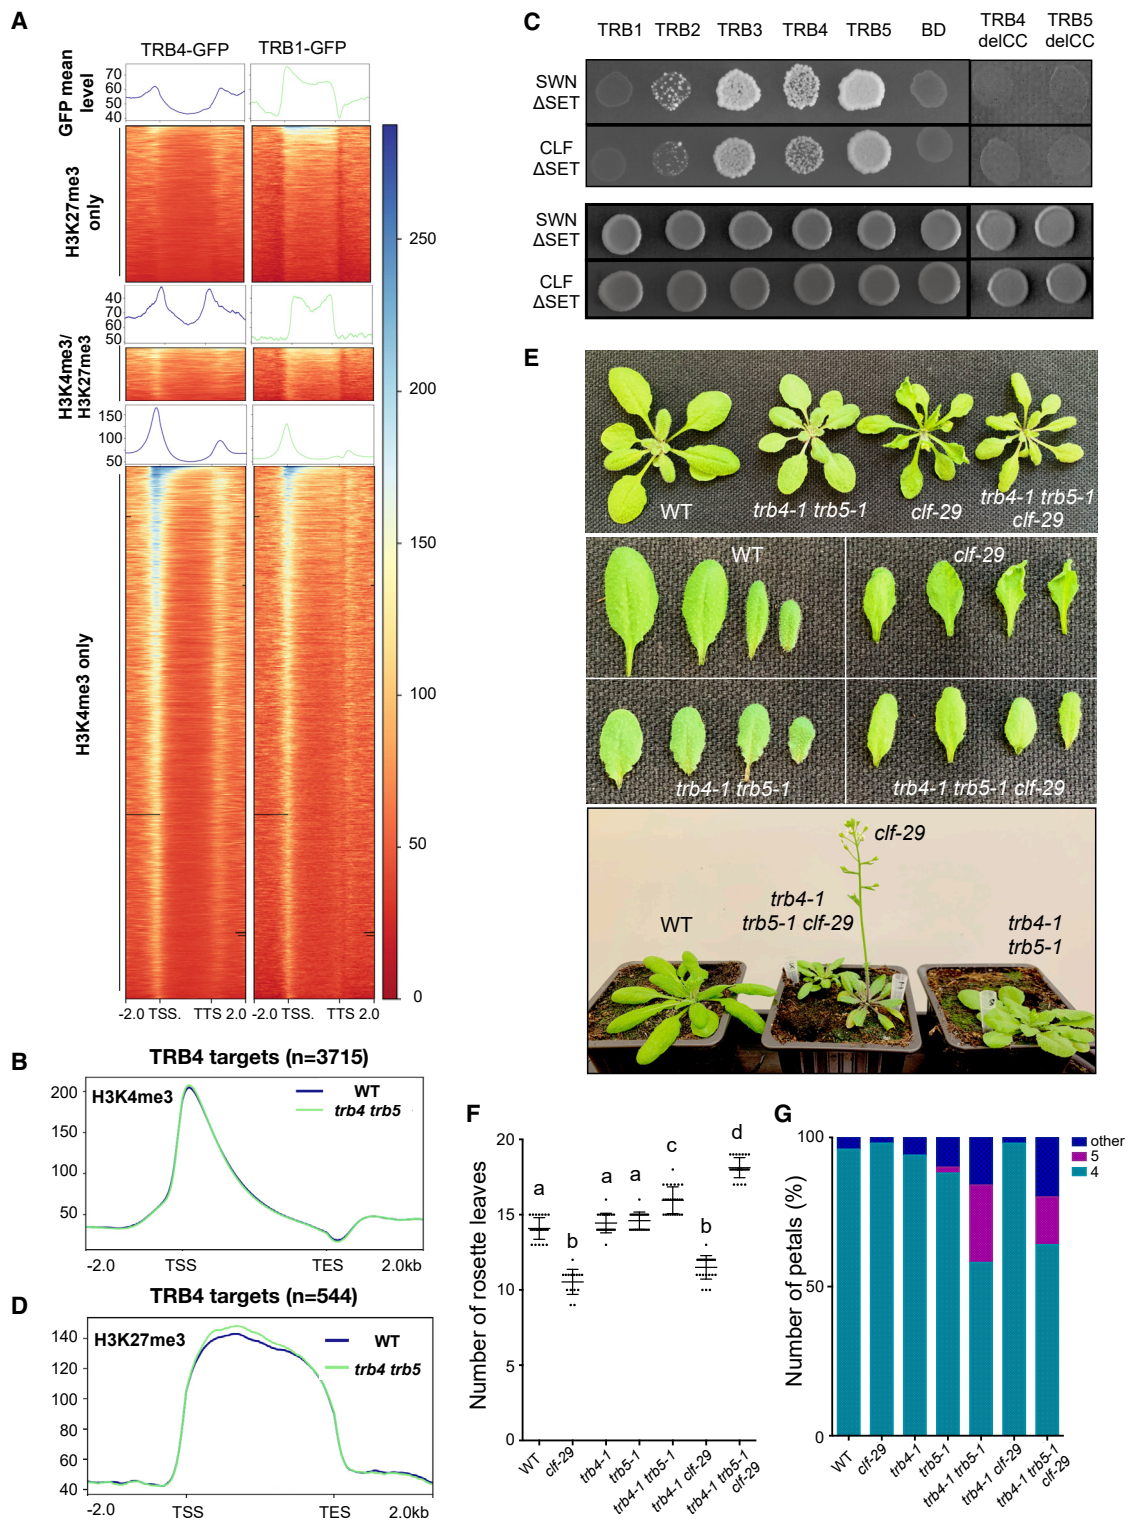 A
TRB4-GFP
TRB1-GFP
GFP mean
level
70
60
50
40
H3K27me3
only
40
70
60
50
H3K4me3/
H3K27me3
150
100
50
H3K4me3 only
250
200
150
100
50
0
-2.0 TSS. TTS 2.0
-2.0 TSS. TTS 2.0
B
TRB4 targets (n=3715)
H3K4me3
WT
trb4 trb5
200
150
100
50
-2.0 TSS TES 2.0kb
D
TRB4 targets (n=544)
H3K27me3
WT
trb4 trb5
140
120
100
80
60
40
-2.0 TSS TES 2.0kb
C
TRB1 TRB2 TRB3 TRB4 TRB5 BD
TRB4
delCC
TRB5
delCC
SWN
ΔSET
CLF
ΔSET
SWN
ΔSET
CLF
ΔSET
E
WT
trb4-1 trb5-1
clf-29
trb4-1 trb5-1
clf-29
WT
clf-29
trb4-1 trb5-1
trb4-1 trb5-1 clf-29
clf-29
trb4-1
trb5-1 clf-29
WT
trb4-1
trb5-1
F
Number of rosette leaves
20
15
10
5
0
a
b
a
a
c
b
d
WT
clf-29
trb4-1
trb5-1
trb4-1 trb5-1
trb4-1 clf-29
trb4-1 trb5-1
clf-29
G
Number of petals (%)
100
50
0
other
5
4
WT
clf-29
trb4-1
trb5-1
trb4-1 trb5-1
trb4-1 clf-29
trb4-1 trb5-1
clf-29